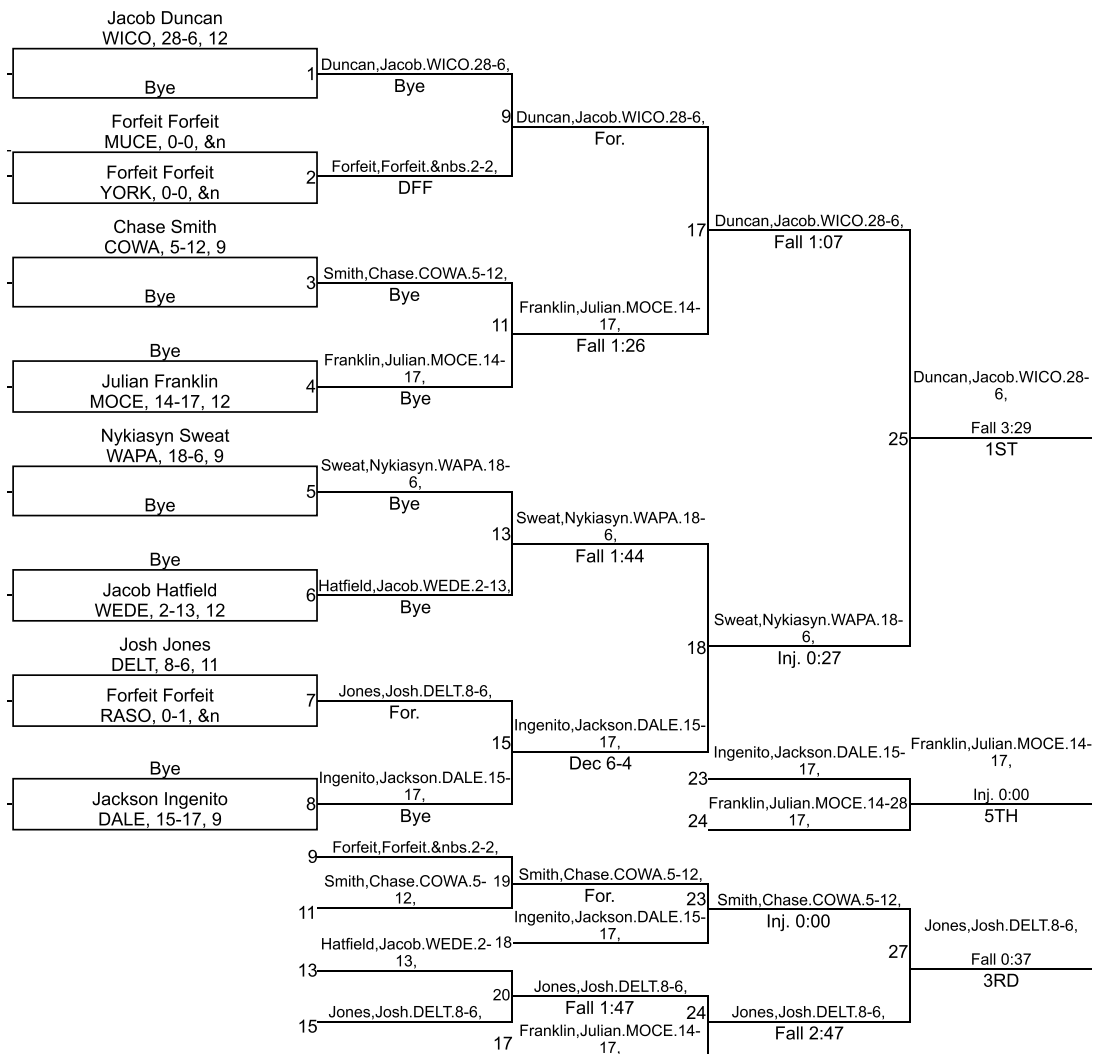 Jacob Duncan
WICO, 28-6, 12
1
Bye
Duncan,Jacob.WICO.28-6,
Bye
Forfeit Forfeit
MUCE, 0-0, &n
Forfeit Forfeit
YORK, 0-0, &n
2
Forfeit,Forfeit.&nbs.2-2,
DFF
9
Duncan,Jacob.WICO.28-6,
For.
Chase Smith
COWA, 5-12, 9
3
Bye
Smith,Chase.COWA.5-12,
Bye
Bye
Julian Franklin
MOCE, 14-17, 12
4
Franklin,Julian.MOCE.14-
17,
Bye
11
Franklin,Julian.MOCE.14-
17,
Fall 1:26
17
Duncan,Jacob.WICO.28-6,
Fall 1:07
Nykiasyn Sweat
WAPA, 18-6, 9
5
Bye
Sweat,Nykiasyn.WAPA.18-
6,
Bye
Bye
Jacob Hatfield
WEDE, 2-13, 12
6
Hatfield,Jacob.WEDE.2-13,
Bye
13
Sweat,Nykiasyn.WAPA.18-
6,
Fall 1:44
Josh Jones
DELT, 8-6, 11
Forfeit Forfeit
RASO, 0-1, &n
7
Jones,Josh.DELT.8-6,
For.
Bye
Jackson Ingenito
DALE, 15-17, 9
8
Ingenito,Jackson.DALE.15-
17,
Bye
15
Ingenito,Jackson.DALE.15-
17,
Dec 6-4
18
Sweat,Nykiasyn.WAPA.18-
6,
Inj. 0:27
25
Duncan,Jacob.WICO.28-
6,
Fall 3:29
1ST
23
Ingenito,Jackson.DALE.15-
17,
24
Franklin,Julian.MOCE.14-28
17,
Franklin,Julian.MOCE.14-
17,
Inj. 0:00
5TH
9
Forfeit,Forfeit.&nbs.2-2,
11
Smith,Chase.COWA.5-
12,
19
Smith,Chase.COWA.5-12,
For.
18
Ingenito,Jackson.DALE.15-
17,
23
Smith,Chase.COWA.5-12,
Inj. 0:00
13
Hatfield,Jacob.WEDE.2-
13,
15
Jones,Josh.DELT.8-6,
20
Jones,Josh.DELT.8-6,
Fall 1:47
17
Franklin,Julian.MOCE.14-
17,
24
Jones,Josh.DELT.8-6,
Fall 2:47
27
Jones,Josh.DELT.8-6,
Fall 0:37
3RD